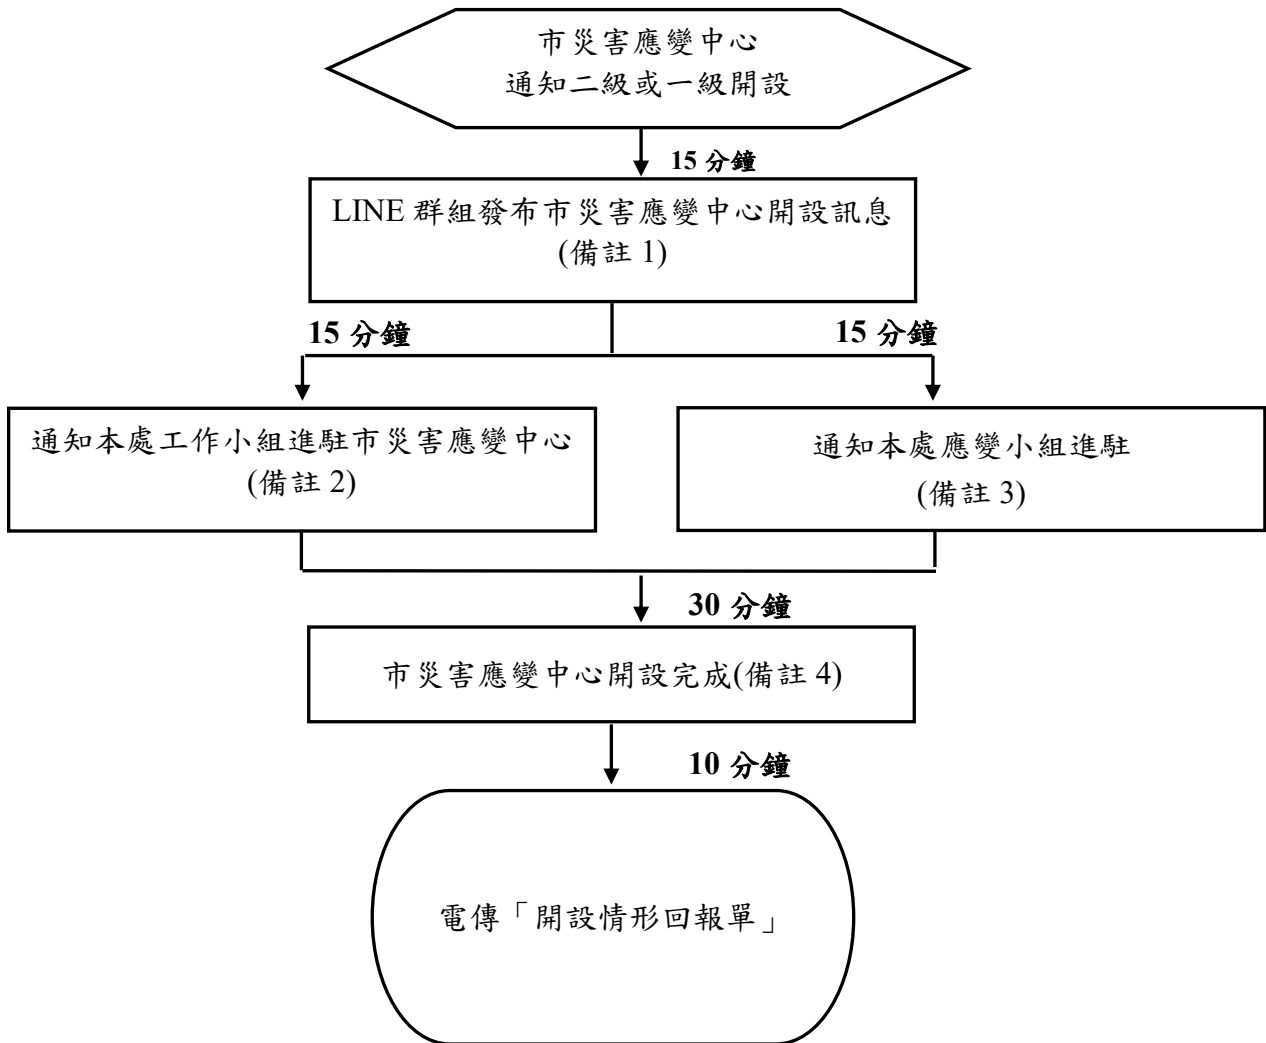 市災害應變中心
通知二級或一級開設
15 分鐘
LINE 群組發布市災害應變中心開設訊息
(備註 1)
15 分鐘
15 分鐘
通知本處工作小組進駐市災害應變中心
(備註 2)
通知本處應變小組進駐
(備註 3)
30 分鐘
市災害應變中心開設完成(備註 4)
10 分鐘
電傳「開設情形回報單」